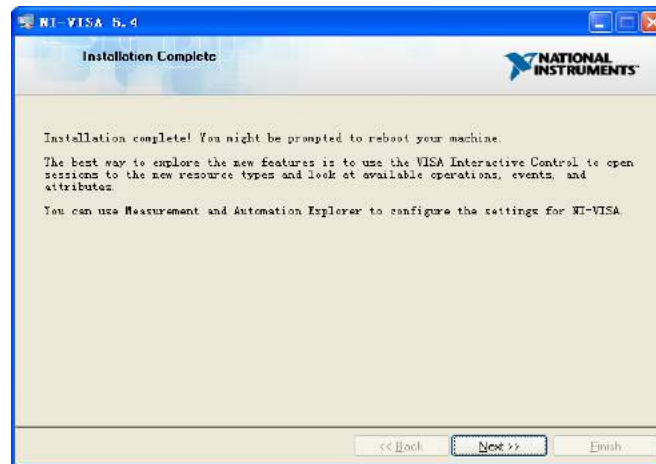 NI-VISA 5.4
Installation Complete
NATIONAL
INSTRUMENTS™
Installation complete! You might be prompted to reboot your machine.
The best way to explore the new features is to use the VISA Interactive Control to open
sessions to the new resource types and look at available operations, events, and
attributes.
You can use Measurement and Automation Explorer to configure the settings for NI-VISA.
<< Back
Next >>
Finish